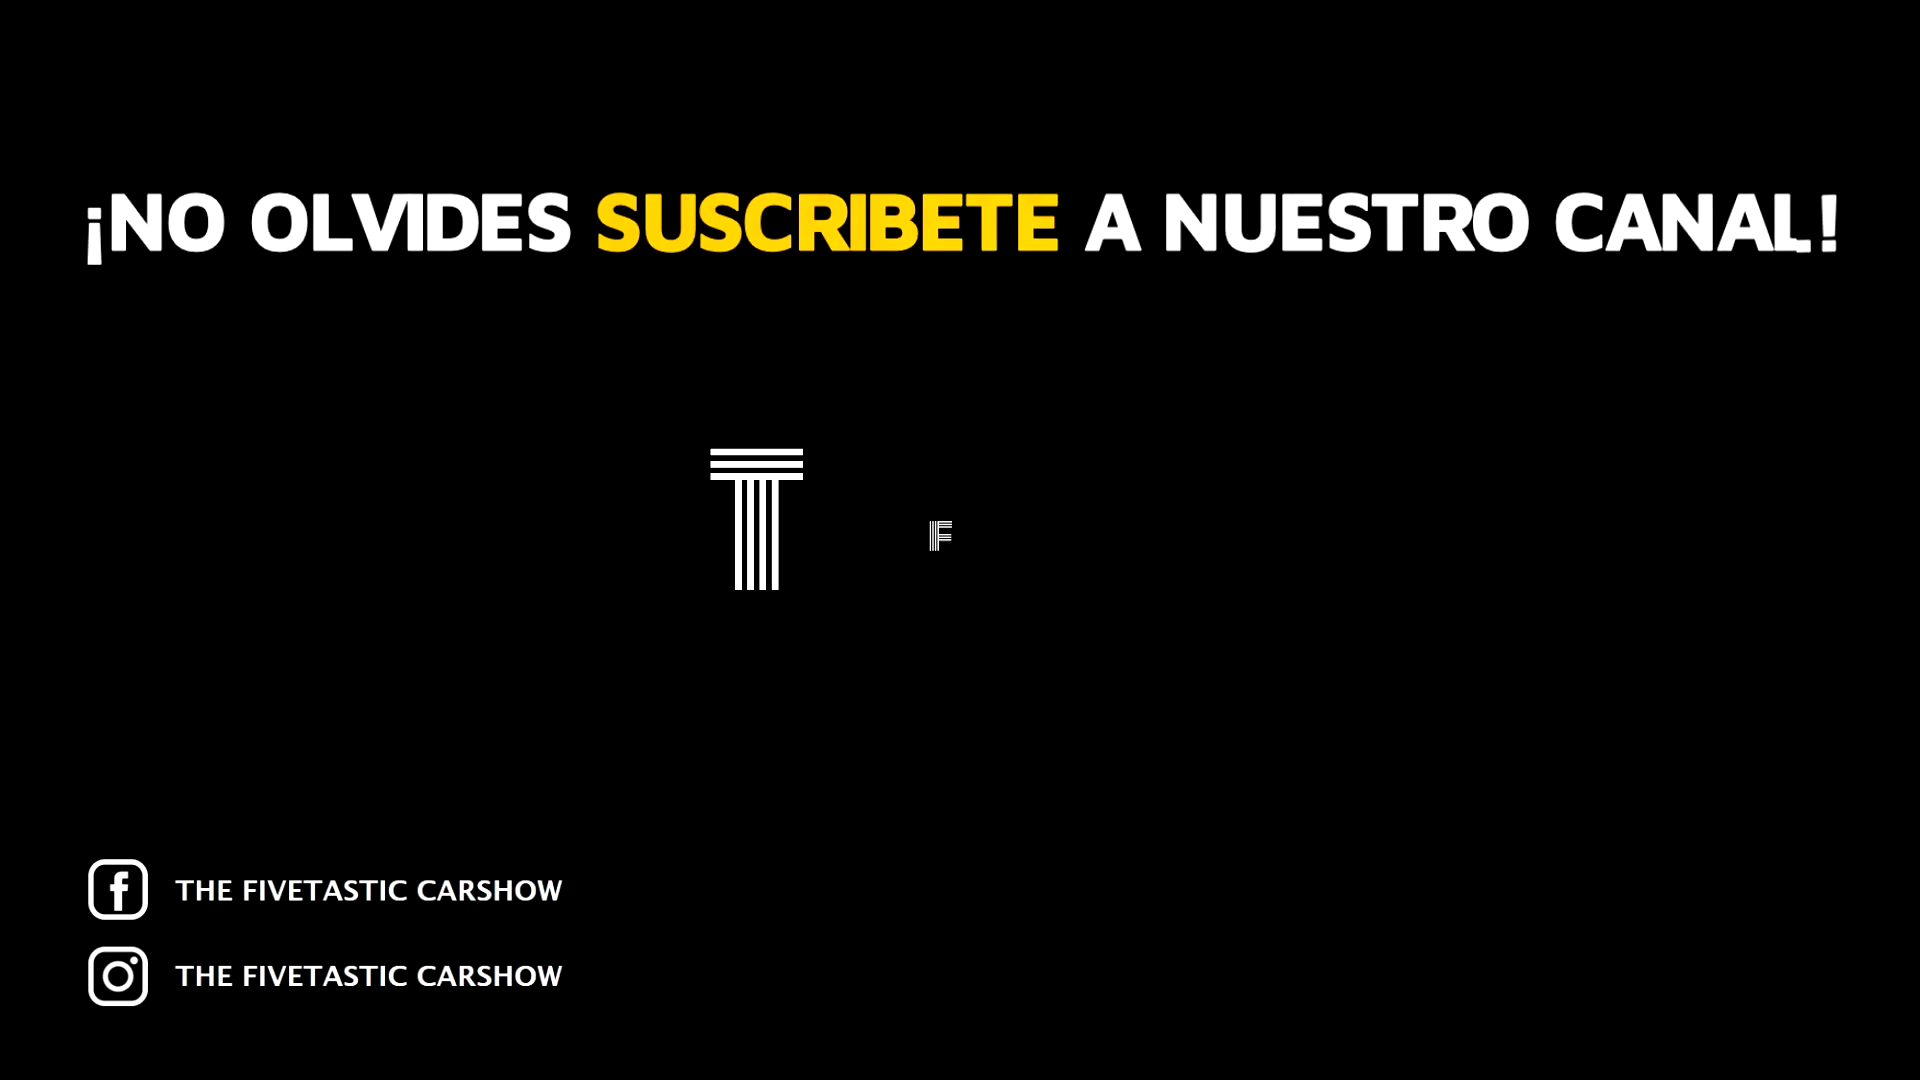 ¡NO OLVIDES SUSCRIBETE A NUESTRO CANAL!
T F
THE FIVETASTIC CARSHOW
THE FIVETASTIC CARSHOW